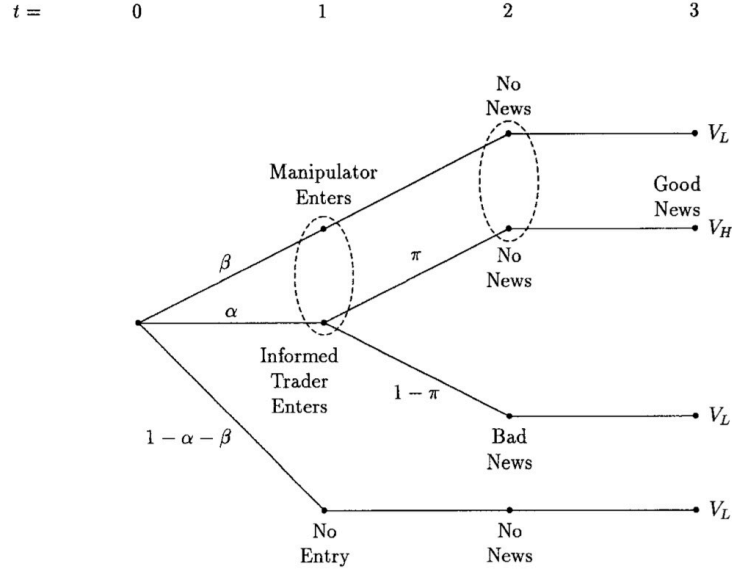 t = 0 1 2 3
No
News
V_L
Manipulator
Enters
Good
News
V_H
β
π
No
News
α
Informed
Trader
Enters
1 − π
1 − α − β
V_L
Bad
News
V_L
No
Entry
No
News